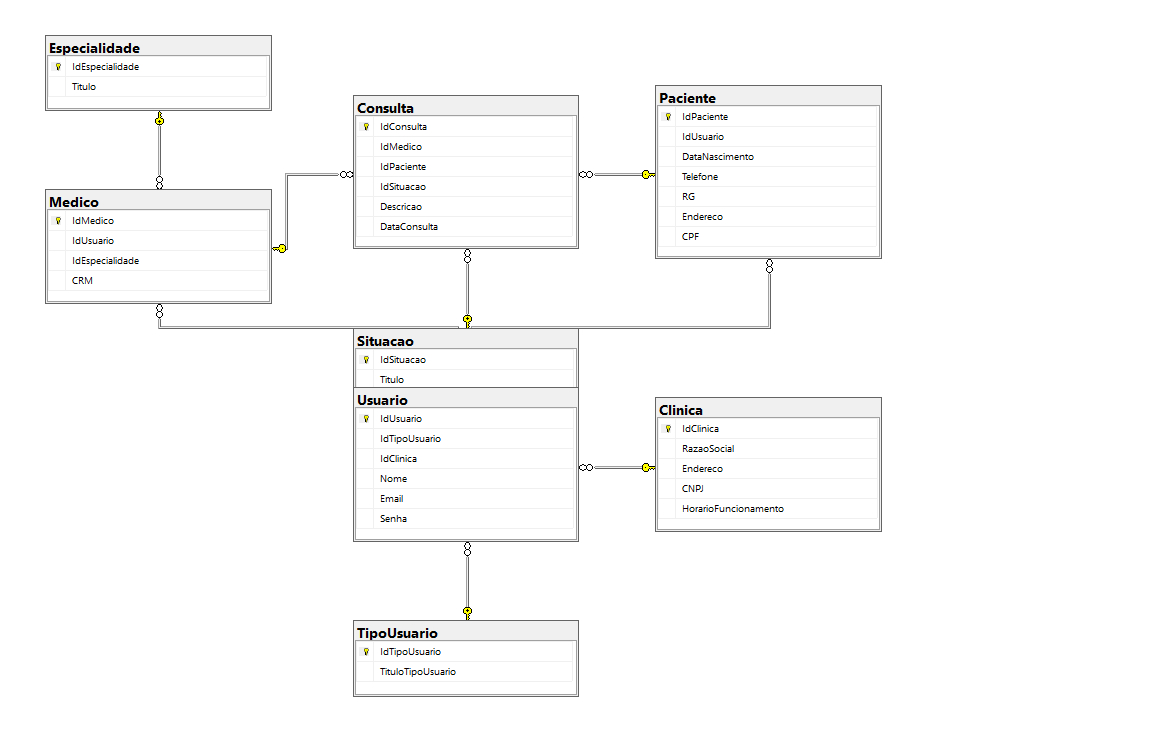 Especialidade
IdEspecialidade
Titulo
Medico
IdMedico
IdUsuario
IdEspecialidade
CRM
Consulta
IdConsulta
IdMedico
IdPaciente
IdSituacao
Descricao
DataConsulta
Paciente
IdPaciente
IdUsuario
DataNascimento
Telefone
RG
Endereco
CPF
Situacao
IdSituacao
Titulo
Usuario
IdUsuario
IdTipoUsuario
IdClinica
Nome
Email
Senha
Clinica
IdClinica
RazaoSocial
Endereco
CNPJ
HorarioFuncionamento
TipoUsuario
IdTipoUsuario
TituloTipoUsuario